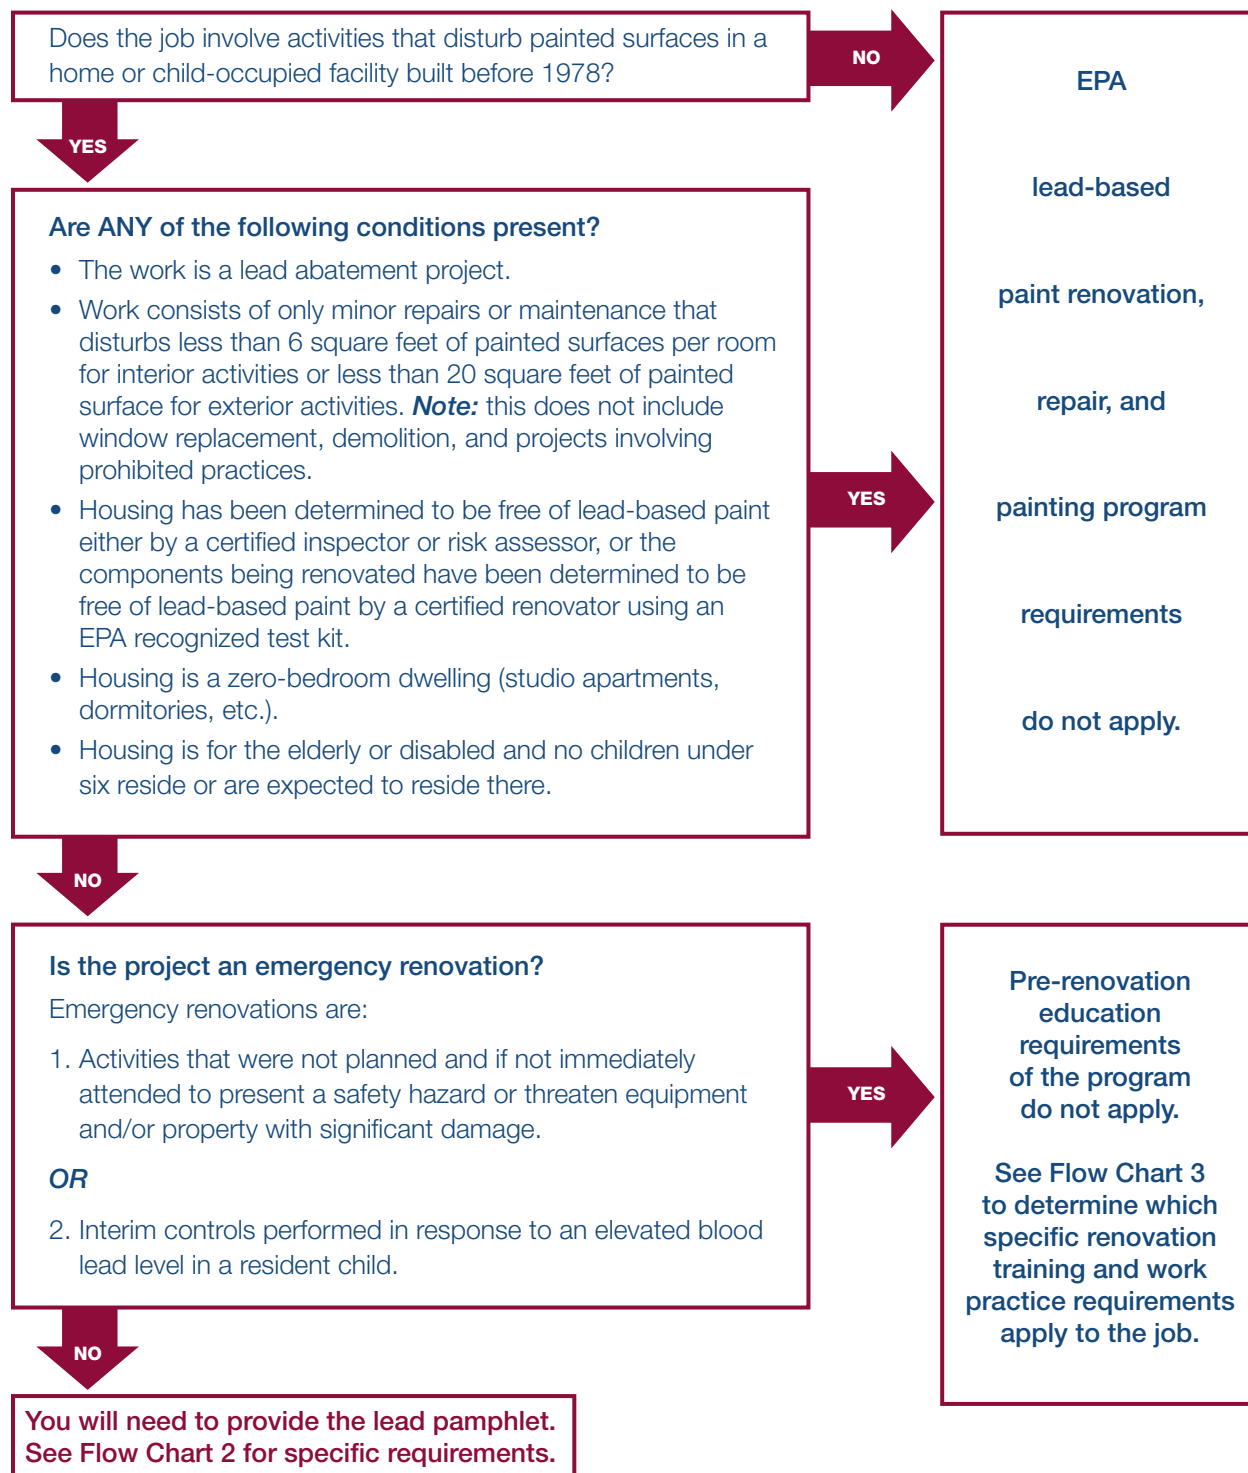 Does the job involve activities that disturb painted surfaces in a
home or child-occupied facility built before 1978?
NO
YES
EPA
lead-based
paint renovation,
repair, and
painting program
requirements
do not apply.
Are ANY of the following conditions present?
• The work is a lead abatement project.
• Work consists of only minor repairs or maintenance that
disturbs less than 6 square feet of painted surfaces per room
for interior activities or less than 20 square feet of painted
surface for exterior activities. Note: this does not include
window replacement, demolition, and projects involving
prohibited practices.
• Housing has been determined to be free of lead-based paint
either by a certified inspector or risk assessor, or the
components being renovated have been determined to be
free of lead-based paint by a certified renovator using an
EPA recognized test kit.
• Housing is a zero-bedroom dwelling (studio apartments,
dormitories, etc.).
• Housing is for the elderly or disabled and no children under
six reside or are expected to reside there.
YES
NO
Is the project an emergency renovation?
Emergency renovations are:
1. Activities that were not planned and if not immediately
attended to present a safety hazard or threaten equipment
and/or property with significant damage.
OR
2. Interim controls performed in response to an elevated blood
lead level in a resident child.
YES
Pre-renovation
education
requirements
of the program
do not apply.
See Flow Chart 3
to determine which
specific renovation
training and work
practice requirements
apply to the job.
NO
You will need to provide the lead pamphlet.
See Flow Chart 2 for specific requirements.